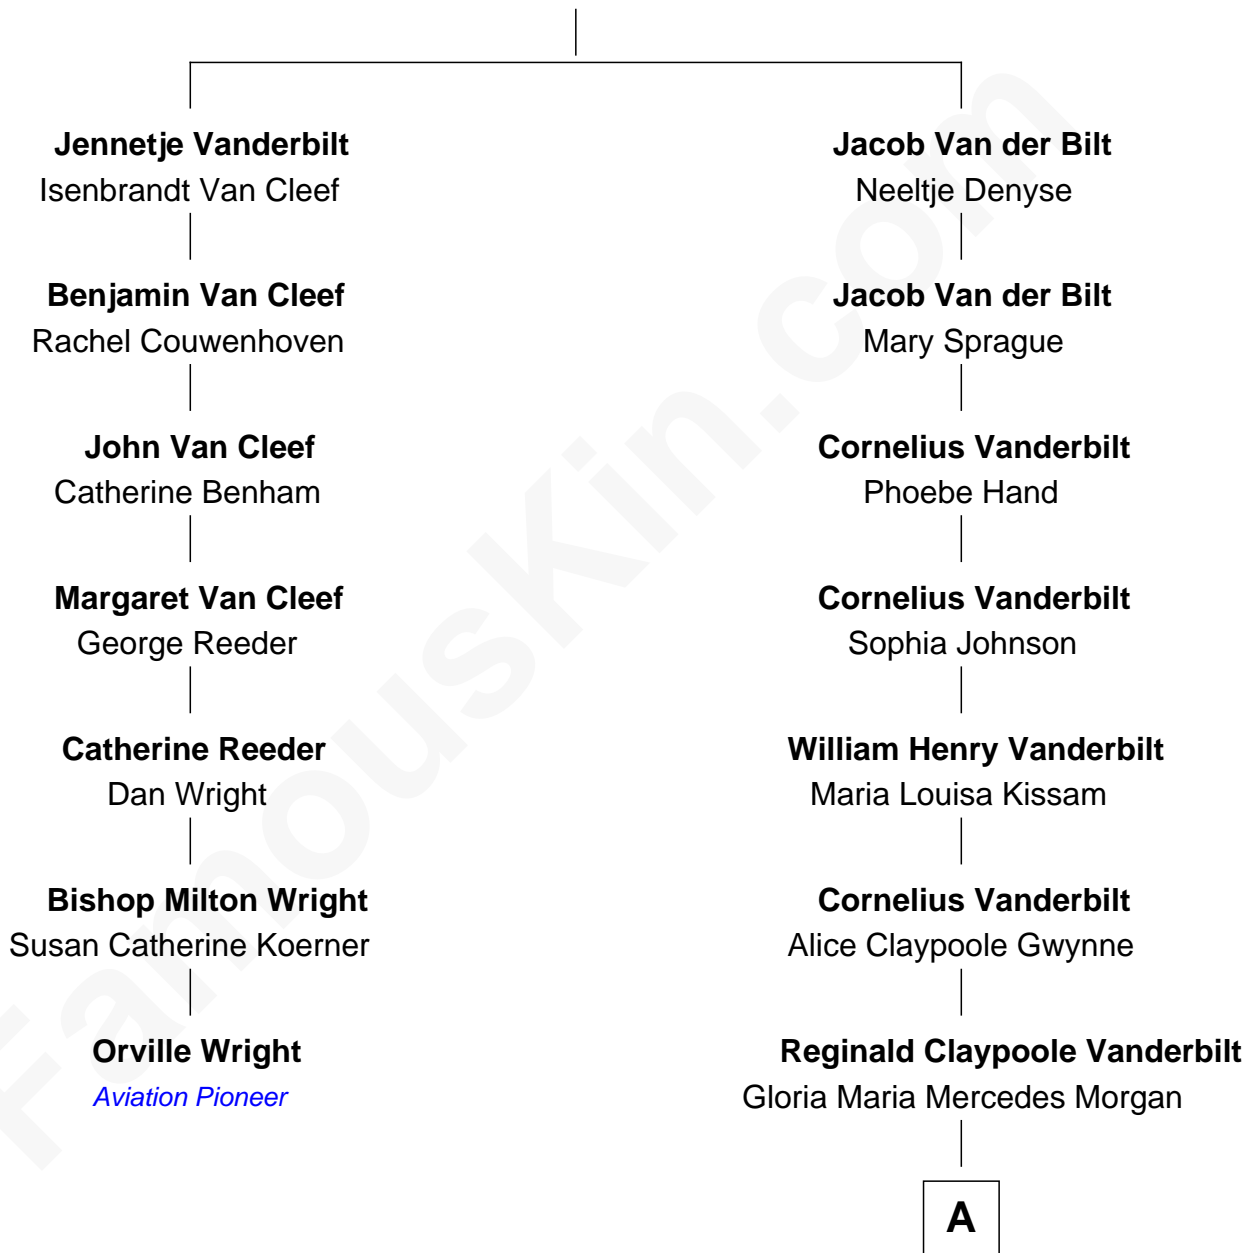 Jennetje Vanderbilt
Isenbrandt Van Cleef
Jacob Van der Bilt
Neeltje Denyse
Benjamin Van Cleef
Rachel Couwenhoven
Jacob Van der Bilt
Mary Sprague
John Van Cleef
Catherine Benham
Cornelius Vanderbilt
Phoebe Hand
Margaret Van Cleef
George Reeder
Cornelius Vanderbilt
Sophia Johnson
Catherine Reeder
Dan Wright
William Henry Vanderbilt
Maria Louisa Kissam
Bishop Milton Wright
Susan Catherine Koerner
Cornelius Vanderbilt
Alice Claypoole Gwynne
Orville Wright
Aviation Pioneer
Reginald Claypoole Vanderbilt
Gloria Maria Mercedes Morgan
A
FamousKin.com